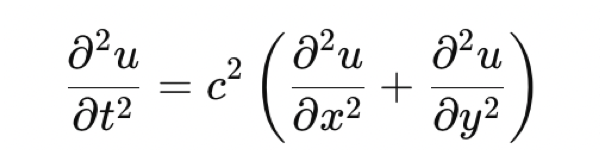 ∂²u/∂t² = c² ( ∂²u/∂x² + ∂²u/∂y² )